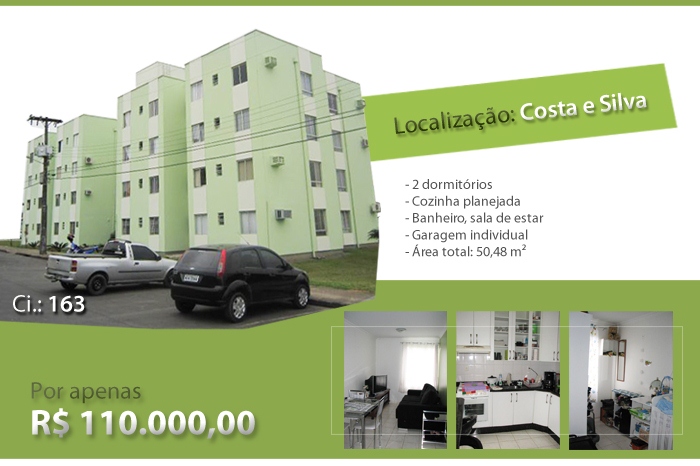 Localização: Costa e Silva
- 2 dormitórios
- Cozinha planejada
- Banheiro, sala de estar
- Garagem individual
- Área total: 50,48 m²
Ci.: 163
Por apenas
R$ 110.000,00